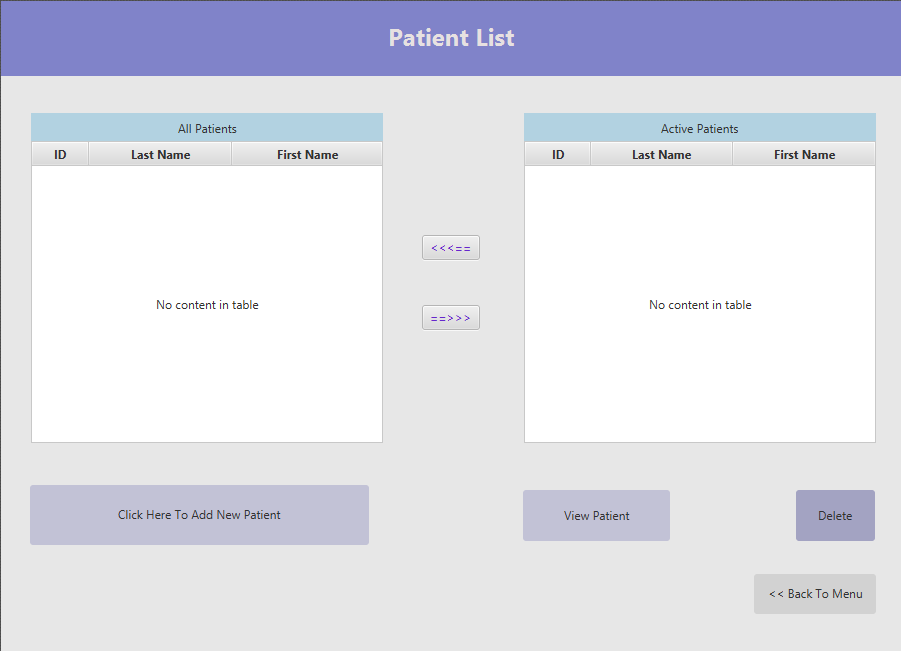 Patient List
All Patients
ID Last Name First Name
No content in table
<<<==
==>>>
Active Patients
ID Last Name First Name
No content in table
Click Here To Add New Patient
View Patient
Delete
<< Back To Menu